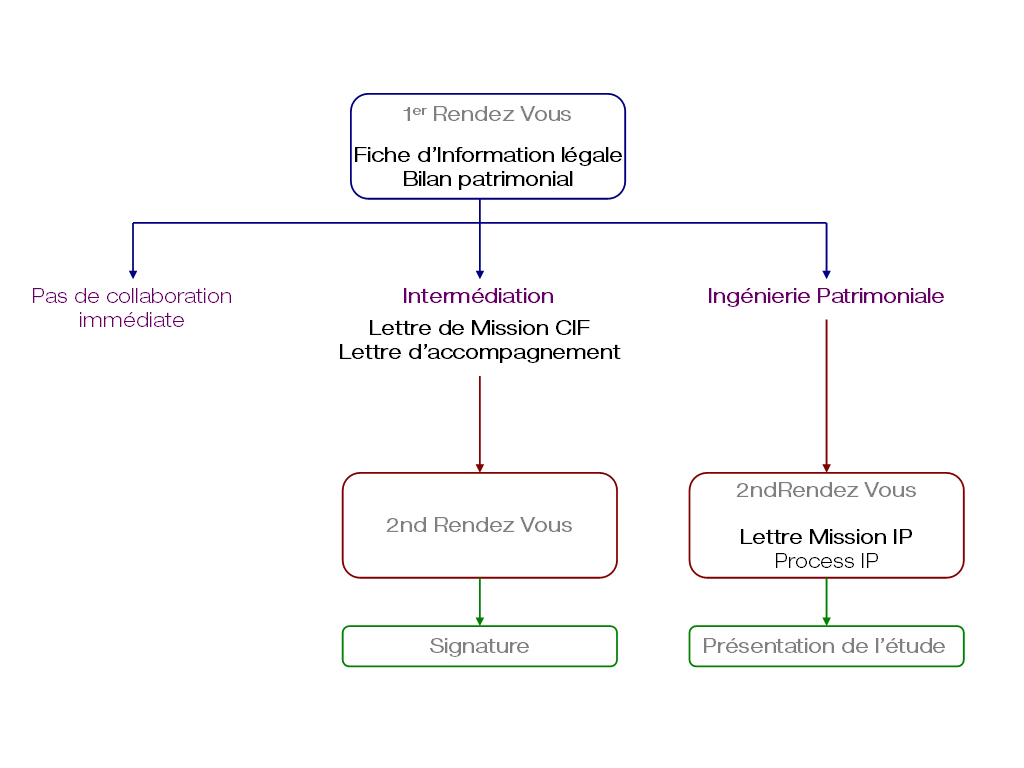 1er Rendez Vous
Fiche d'Information légale
Bilan patrimonial
Pas de collaboration
immédiate
Intermédiation
Lettre de Mission CIF
Lettre d'accompagnement
Ingénierie Patrimoniale
2nd Rendez Vous
2ndRendez Vous
Lettre Mission IP
Process IP
Signature
Présentation de l'étude